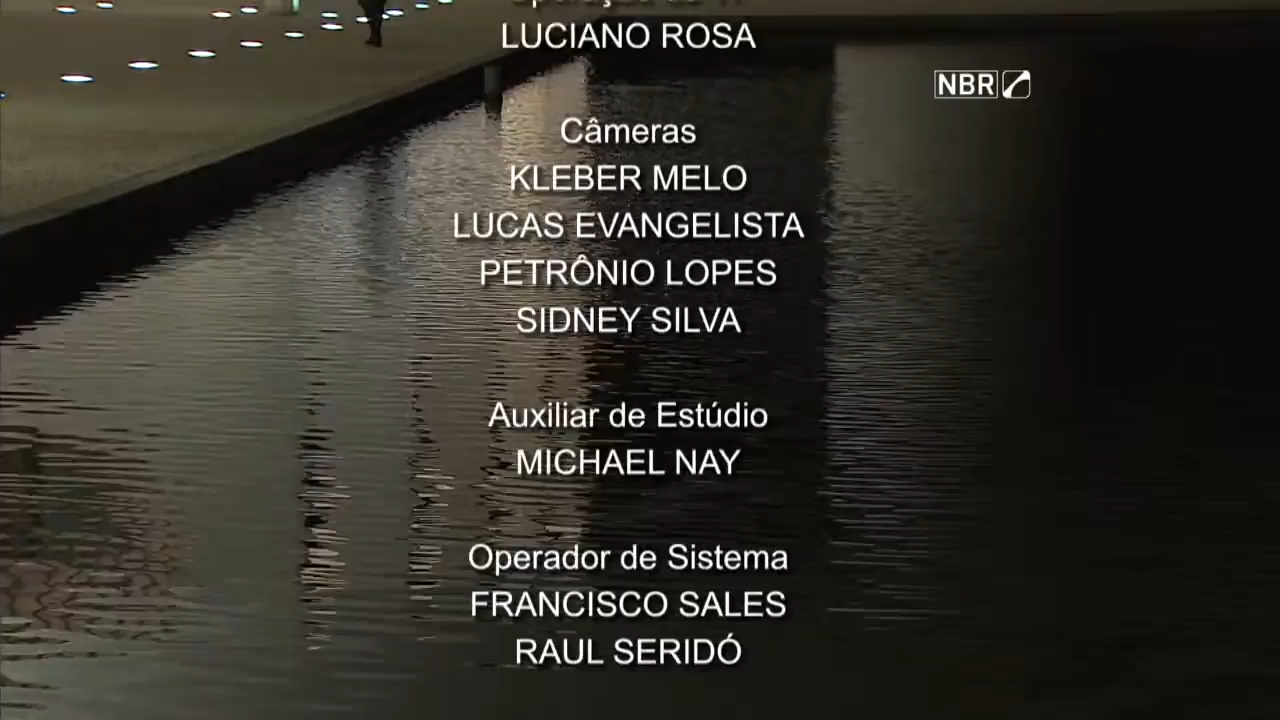 LUCIANO ROSA
NBR
Câmeras
KLEBER MELO
LUCAS EVANGELISTA
PETRÔNIO LOPES
SIDNEY SILVA
Auxiliar de Estúdio
MICHAEL NAY
Operador de Sistema
FRANCISCO SALES
RAUL SERIDÓ